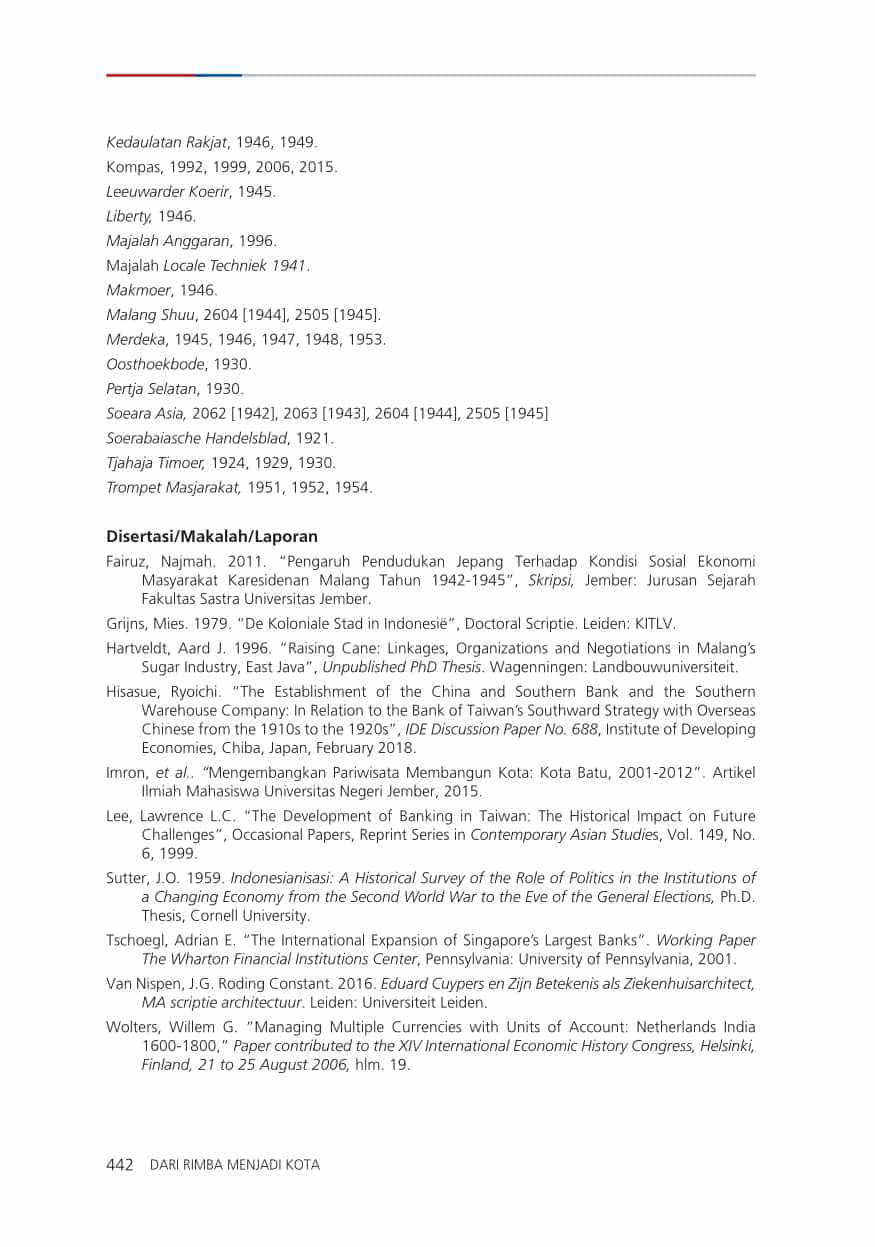 Kedaulatan Rakjat, 1946, 1949.
Kompas, 1992, 1999, 2006, 2015.
Leeuwarder Koerir, 1945.
Liberty, 1946.
Majalah Anggaran, 1996.
Majalah Locale Techniek 1941.
Makmoer, 1946.
Malang Shuu, 2604 [1944], 2505 [1945].
Merdeka, 1945, 1946, 1947, 1948, 1953.
Oosthoekbode, 1930.
Pertja Selatan, 1930.
Soeara Asia, 2062 [1942], 2063 [1943], 2604 [1944], 2505 [1945]
Soerabaiasche Handelsblad, 1921.
Tjahaja Timoer, 1924, 1929, 1930.
Trompet Masjarakat, 1951, 1952, 1954.
Disertasi/Makalah/Laporan
Fairuz, Najmah. 2011. “Pengaruh Pendudukan Jepang Terhadap Kondisi Sosial Ekonomi
Masyarakat Karesidenan Malang Tahun 1942-1945”, Skripsi, Jember: Jurusan Sejarah
Fakultas Sastra Universitas Jember.
Grijns, Mies. 1979. “De Koloniale Stad in Indonesië”, Doctoral Scriptie. Leiden: KITLV.
Hartveldt, Aard J. 1996. “Raising Cane: Linkages, Organizations and Negotiations in Malang’s
Sugar Industry, East Java”, Unpublished PhD Thesis. Wagenningen: Landbouwuniversiteit.
Hisasue, Ryoichi. “The Establishment of the China and Southern Bank and the Southern
Warehouse Company: In Relation to the Bank of Taiwan’s Southward Strategy with Overseas
Chinese from the 1910s to the 1920s”, IDE Discussion Paper No. 688, Institute of Developing
Economies, Chiba, Japan, February 2018.
Imron, et al.. “Mengembangkan Pariwisata Membangun Kota: Kota Batu, 2001-2012”. Artikel
Ilmiah Mahasiswa Universitas Negeri Jember, 2015.
Lee, Lawrence L.C. “The Development of Banking in Taiwan: The Historical Impact on Future
Challenges”, Occasional Papers, Reprint Series in Contemporary Asian Studies, Vol. 149, No.
6, 1999.
Sutter, J.O. 1959. Indonesianisasi: A Historical Survey of the Role of Politics in the Institutions of
a Changing Economy from the Second World War to the Eve of the General Elections, Ph.D.
Thesis, Cornell University.
Tschoegl, Adrian E. “The International Expansion of Singapore’s Largest Banks”. Working Paper
The Wharton Financial Institutions Center, Pennsylvania: University of Pennsylvania, 2001.
Van Nispen, J.G. Roding Constant. 2016. Eduard Cuypers en Zijn Betekenis als Ziekenhuisarchitect,
MA scriptie architectuur. Leiden: Universiteit Leiden.
Wolters, Willem G. “Managing Multiple Currencies with Units of Account: Netherlands India
1600-1800,” Paper contributed to the XIV International Economic History Congress, Helsinki,
Finland, 21 to 25 August 2006, hlm. 19.
442 DARI RIMBA MENJADI KOTA